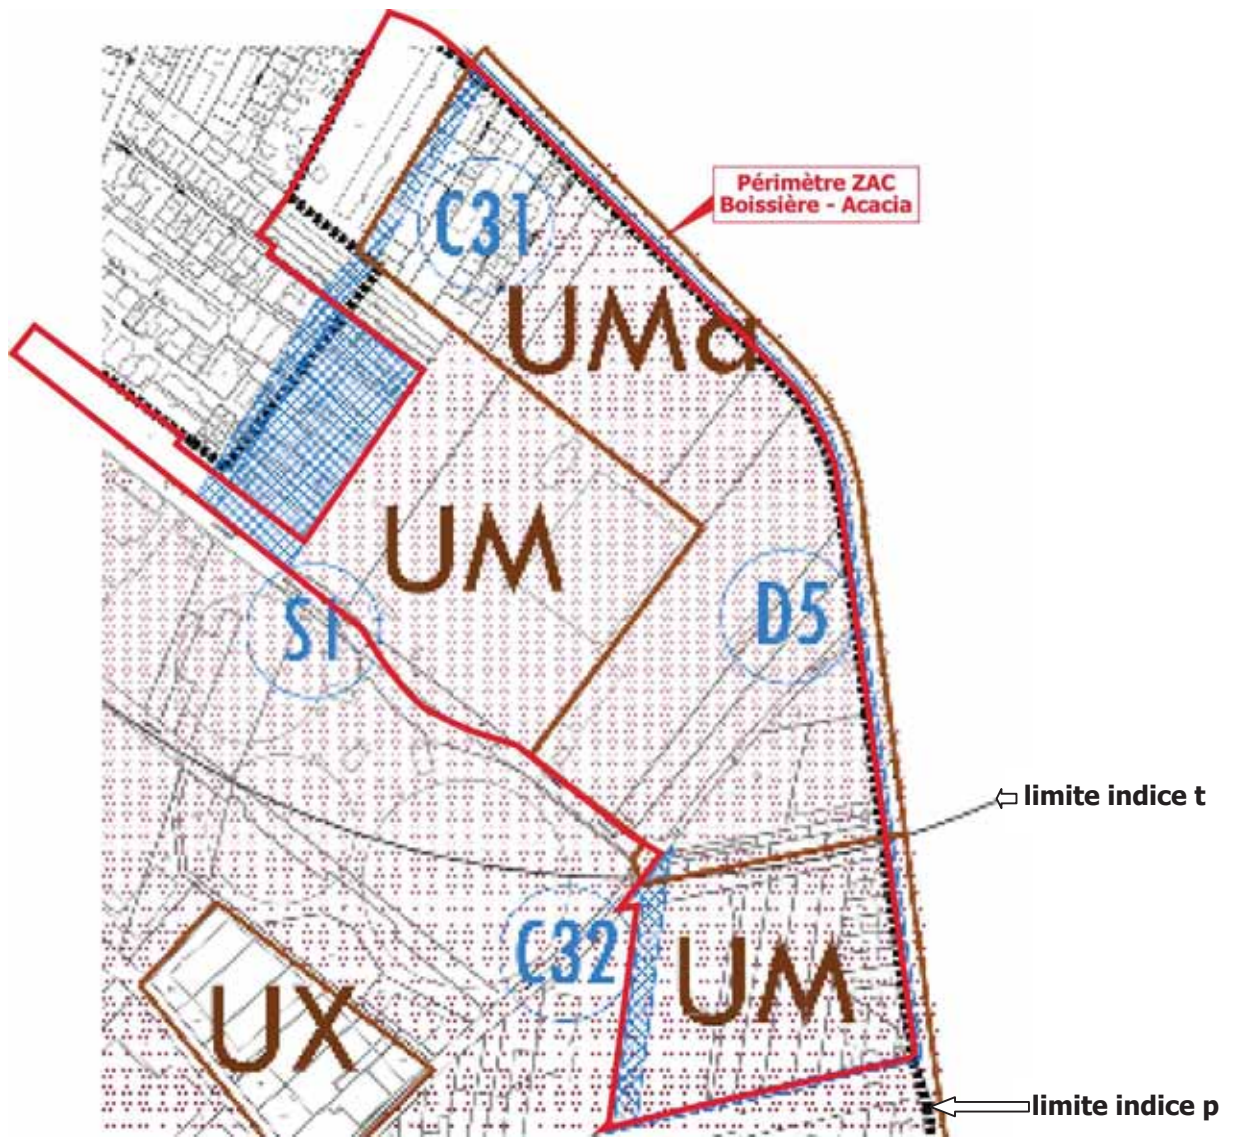 Périmètre ZAC
Boissière - Acacia
C31
UMa
UM
S1
D5
limite indice t
C32
UM
UX
limite indice p